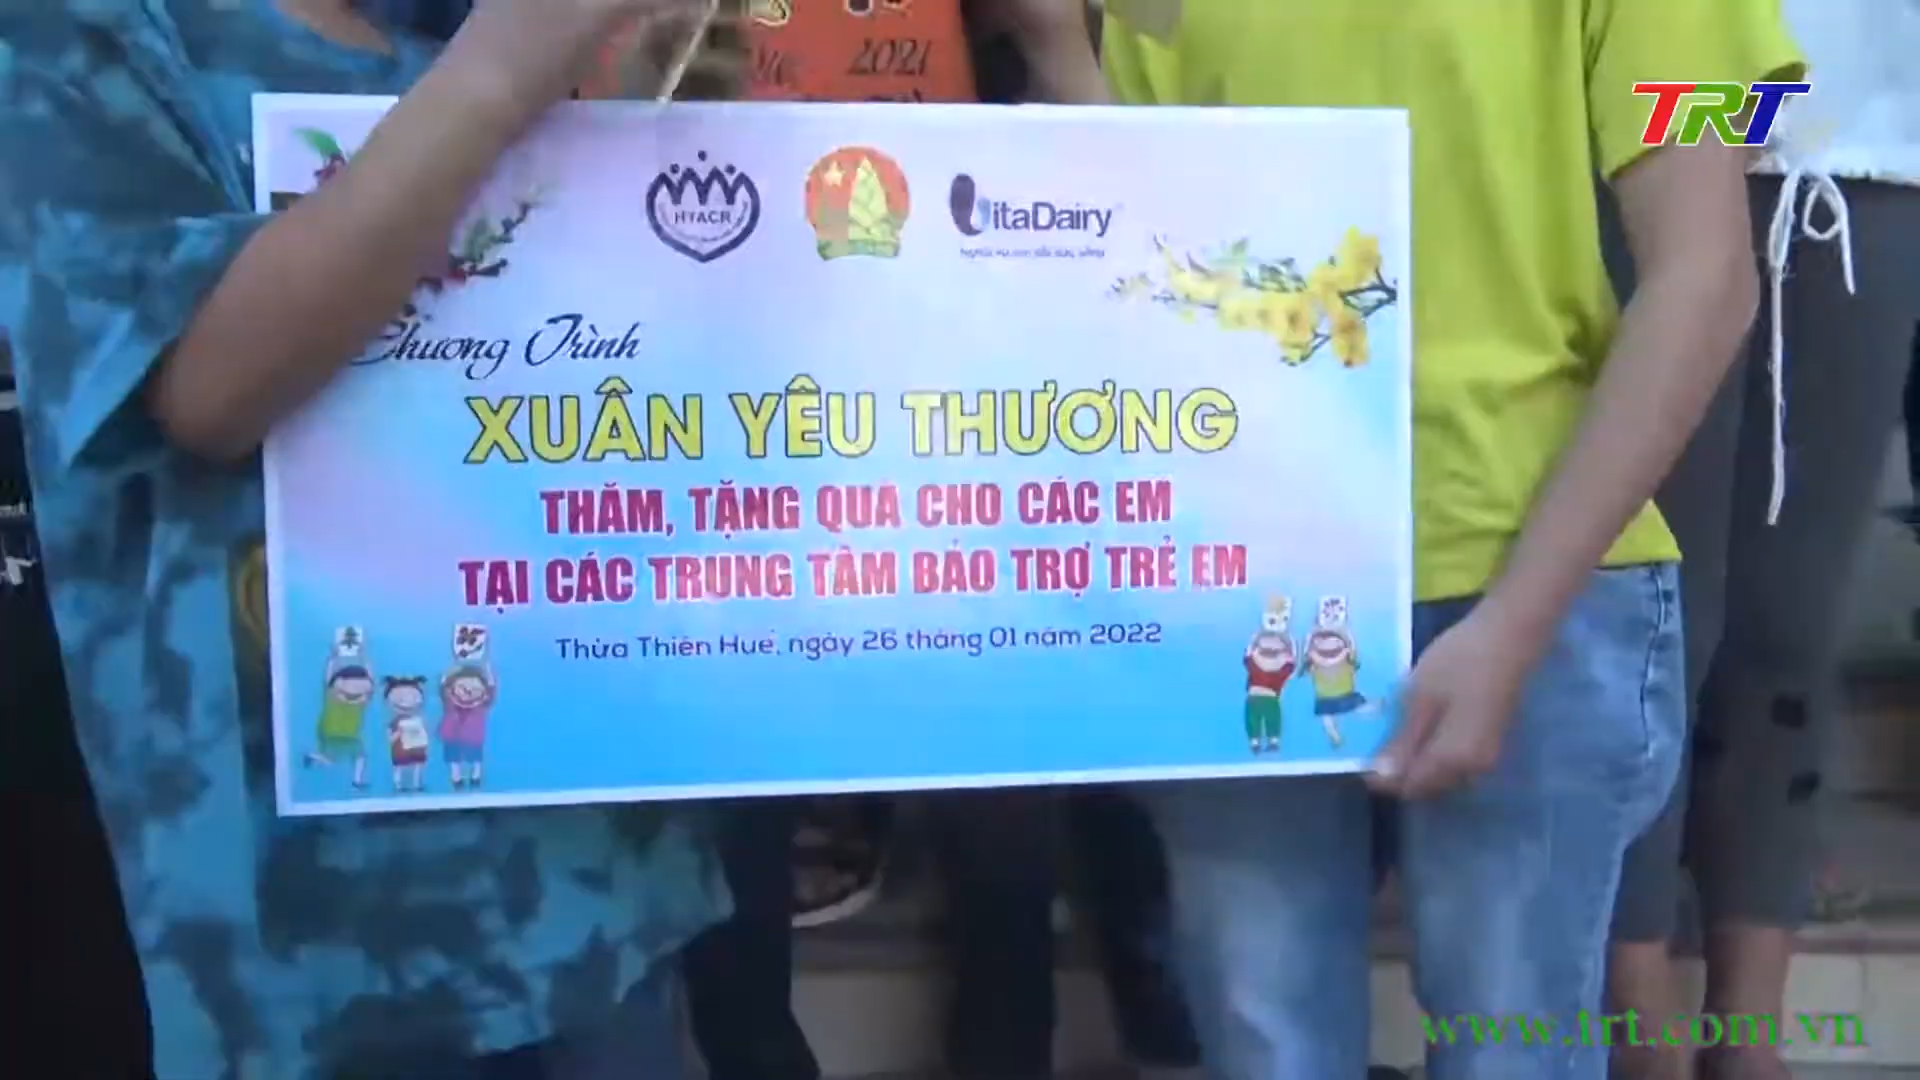 2021
TRT
HYACR
VitaDairy
Chương Trình
XUÂN YÊU THƯƠNG
THĂM, TẶNG QUÀ CHO CÁC EM
TẠI CÁC TRUNG TÂM BẢO TRỢ TRẺ EM
Thừa Thiên Huế, ngày 26 tháng 01 năm 2022
www.trt.com.vn